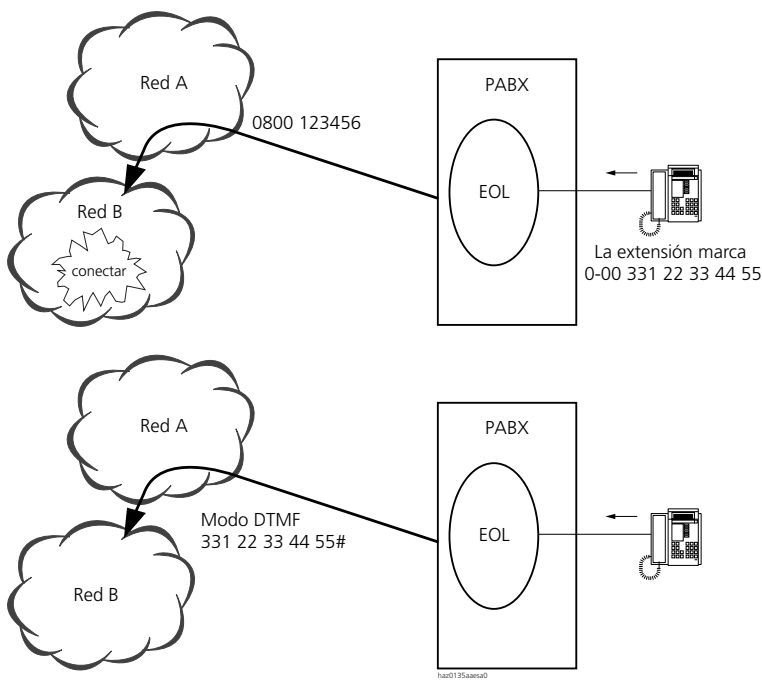 Red A
PABX
0800 123456
EOL
Red B
conectar
La extensión marca
0-00 331 22 33 44 55
Red A
PABX
Modo DTMF
331 22 33 44 55#
EOL
Red B
haz0135aaesa0